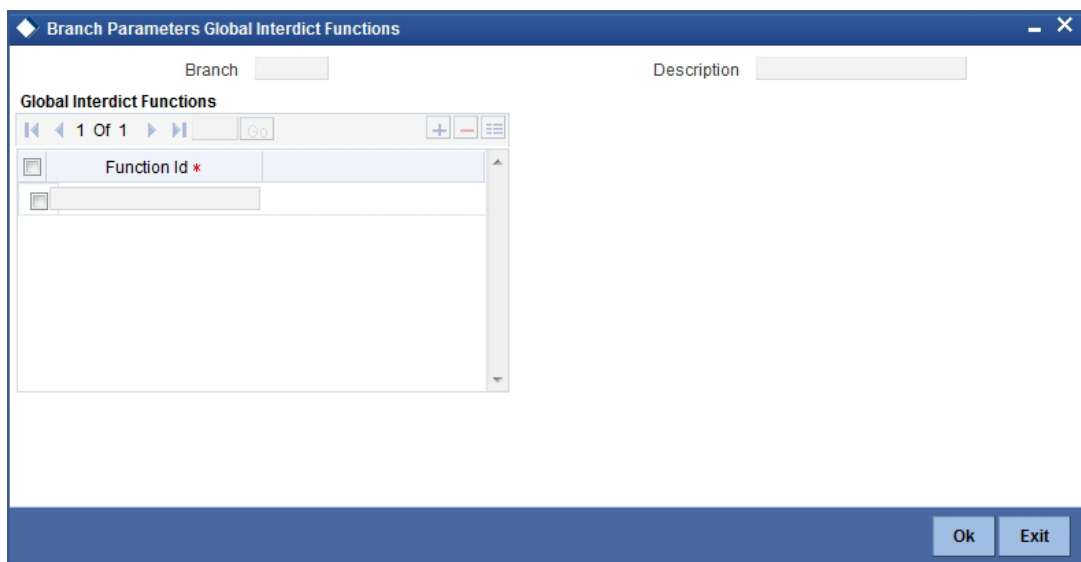 Branch Parameters Global Interdict Functions
Branch
Description
Global Interdict Functions
1 Of 1
Go
Function Id *
Ok
Exit